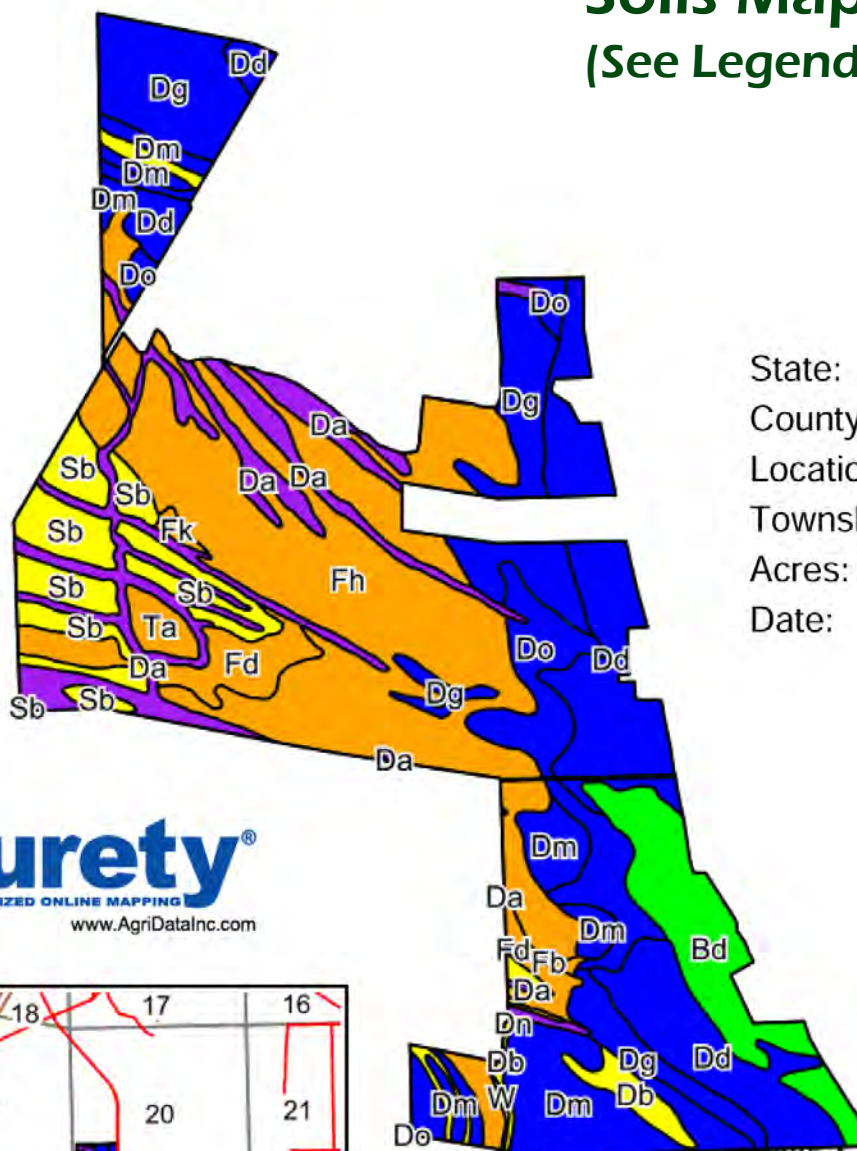 Soils Map
(See Legend
Dd
Dg
Dm
Dm
Dm
Dd
Do
Do
Dg
Da
Sb
Da
Da
Sb
Sb
Fk
Fh
Sb
Sb
Sb
Ta
Do
Dd
Da
Fd
Dg
Sb
Sb
Da
State:
County
Locatio
Townsh
Acres:
Date:
urety®
IZED ONLINE MAPPING
www.AgriDataInc.com
Dm
Da
Dm
Fd
Fb
Bd
Da
Dn
Db
Dg
Dd
Dm
W
Dm
Db
Do
18
17
16
20
21